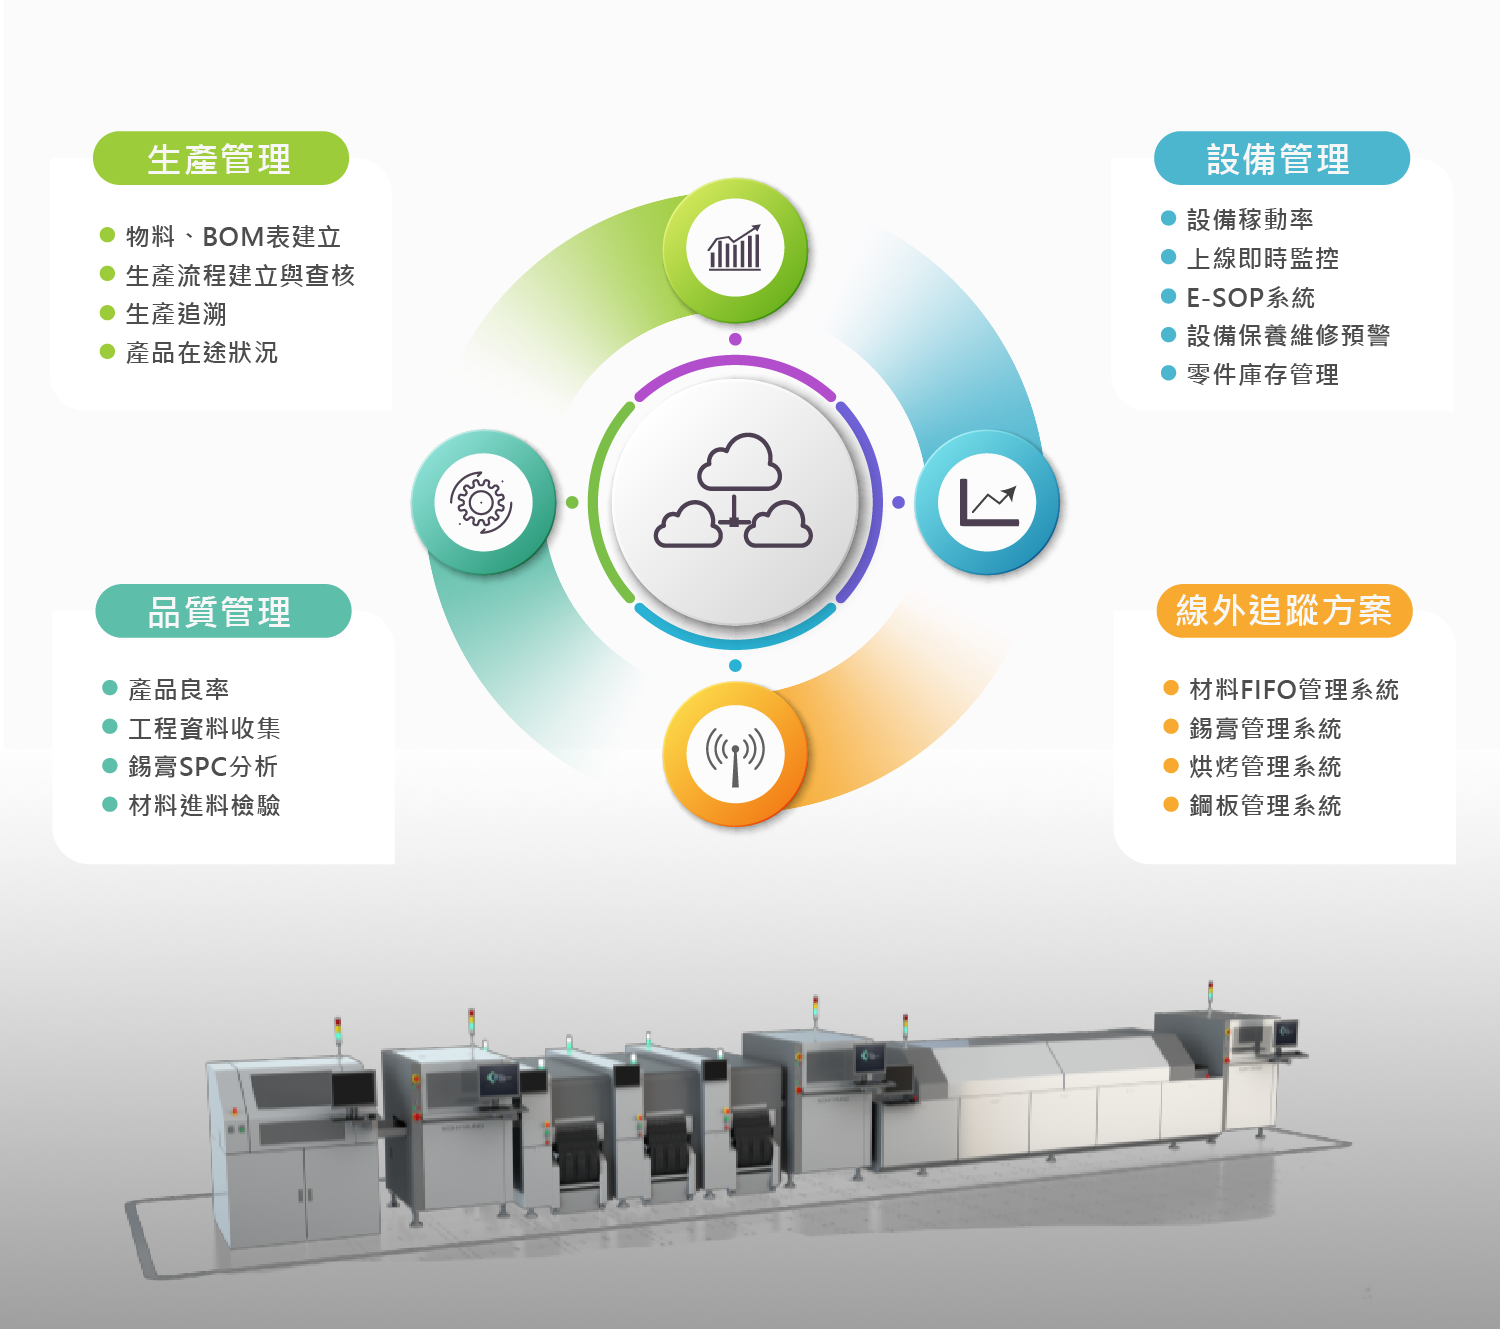 生產管理
物料、BOM表建立
生產流程建立與查核
生產追溯
產品在途狀況
設備管理
設備稼動率
上線即時監控
E-SOP系統
設備保養維修預警
零件庫存管理
品質管理
產品良率
工程資料收集
錫膏SPC分析
材料進料檢驗
線外追蹤方案
材料FIFO管理系統
錫膏管理系統
烘烤管理系統
鋼板管理系統